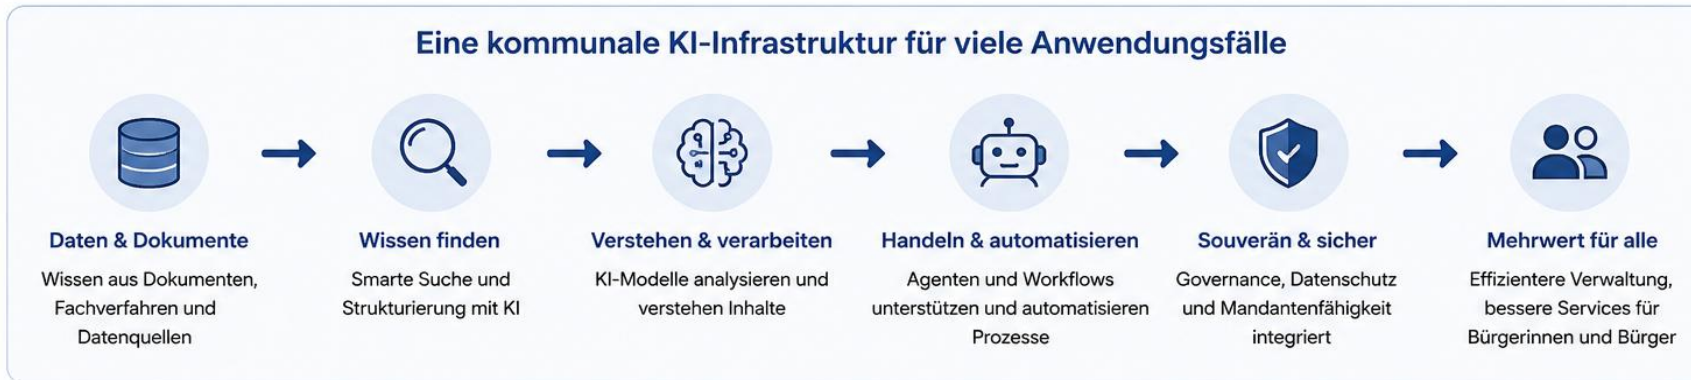 Eine kommunale KI-Infrastruktur für viele Anwendungsfälle
Daten & Dokumente
Wissen aus Dokumenten,
Fachverfahren und
Datenquellen
Wissen finden
Smarte Suche und
Strukturierung mit KI
Verstehen & verarbeiten
KI-Modelle analysieren und
verstehen Inhalte
Handeln & automatisieren
Agenten und Workflows
unterstützen und automatisieren
Prozesse
Souverän & sicher
Governance, Datenschutz
und Mandantenfähigkeit
integriert
Mehrwert für alle
Effizientere Verwaltung,
bessere Services für
Bürgerinnen und Bürger